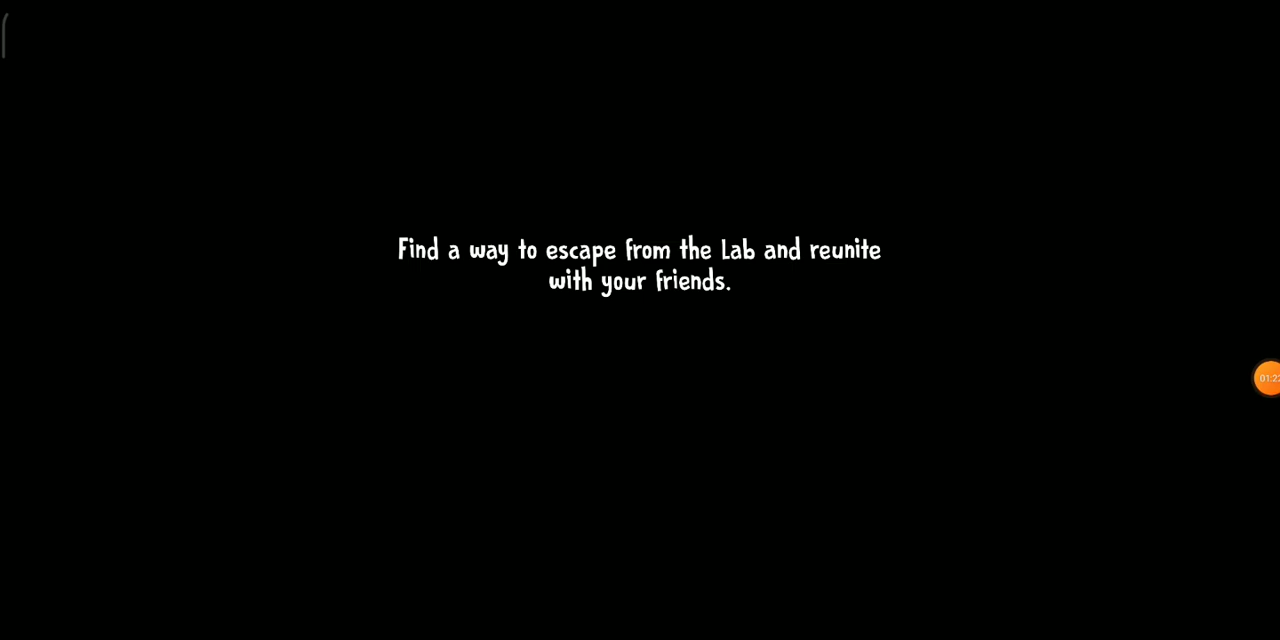 Find a way to escape from the Lab and reunite
with your friends.